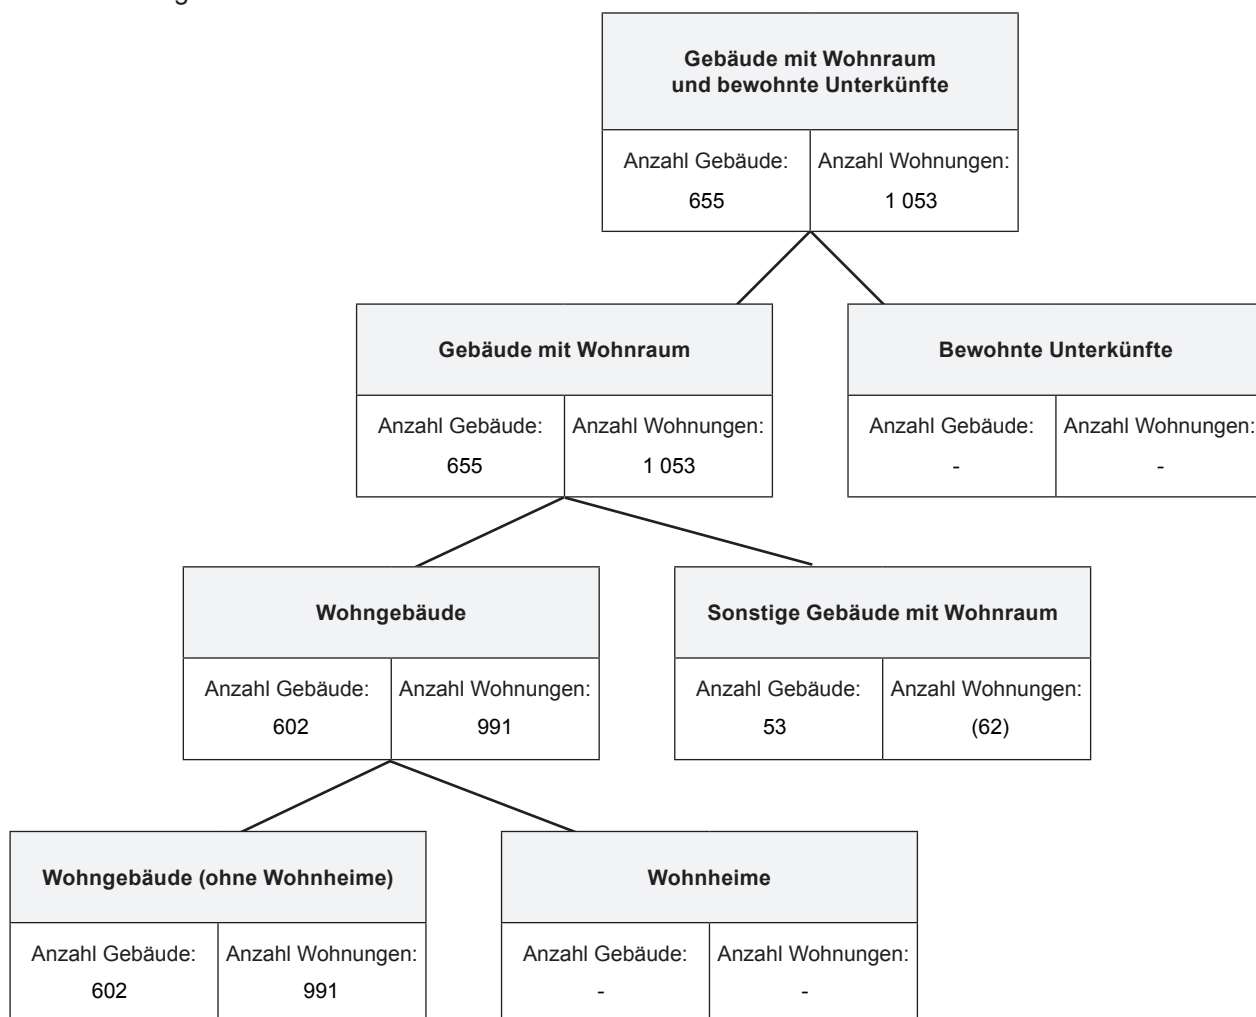 Gebäude mit Wohnraum
und bewohnte Unterkünfte
Anzahl Gebäude: Anzahl Wohnungen:
655 1 053
Gebäude mit Wohnraum
Anzahl Gebäude: Anzahl Wohnungen:
655 1 053
Bewohnte Unterkünfte
Anzahl Gebäude: Anzahl Wohnungen:
- -
Wohngebäude
Anzahl Gebäude: Anzahl Wohnungen:
602 991
Sonstige Gebäude mit Wohnraum
Anzahl Gebäude: Anzahl Wohnungen:
53 (62)
Wohngebäude (ohne Wohnheime)
Anzahl Gebäude: Anzahl Wohnungen:
602 991
Wohnheime
Anzahl Gebäude: Anzahl Wohnungen:
- -